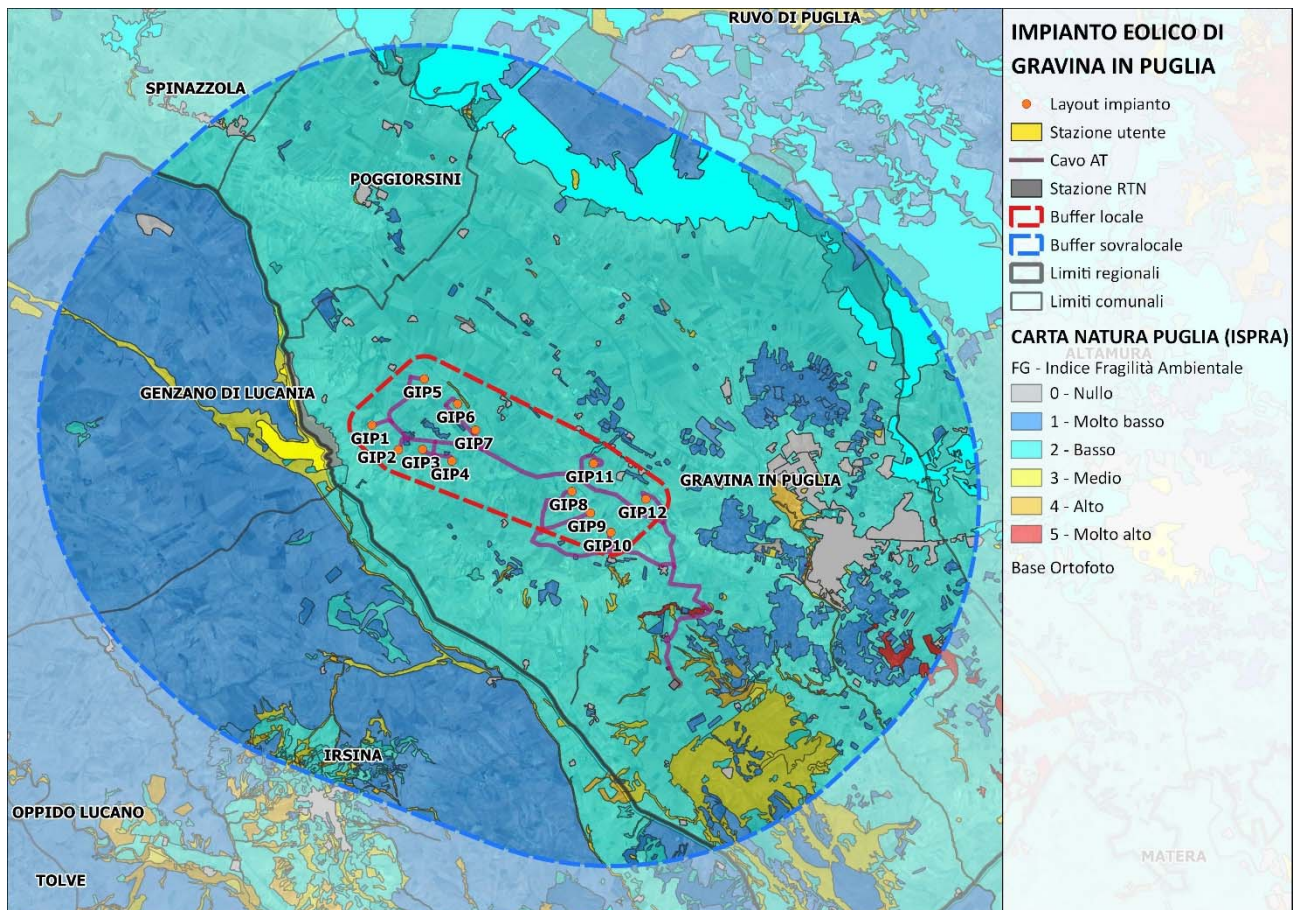 RUVO DI PUGLIA
SPINAZZOLA
POGGIORSINI
GENZANO DI LUCANIA
GIP5
GIP6
GIP1
GIP7
GIP2
GIP3
GIP4
GIP11
GRAVINA IN PUGLIA
GIP8
GIP12
GIP9
GIP10
IRSINA
OPPIDO LUCANO
TOLVE
IMPIANTO EOLICO DI
GRAVINA IN PUGLIA
Layout impianto
Stazione utente
Cavo AT
Stazione RTN
Buffer locale
Buffer sovralocale
Limiti regionali
Limiti comunali
CARTA NATURA PUGLIA (ISPRA)
ALTAMURA
FG - Indice Fragilità Ambientale
0 - Nullo
1 - Molto basso
2 - Basso
3 - Medio
4 - Alto
5 - Molto alto
Base Ortofoto
MATERA